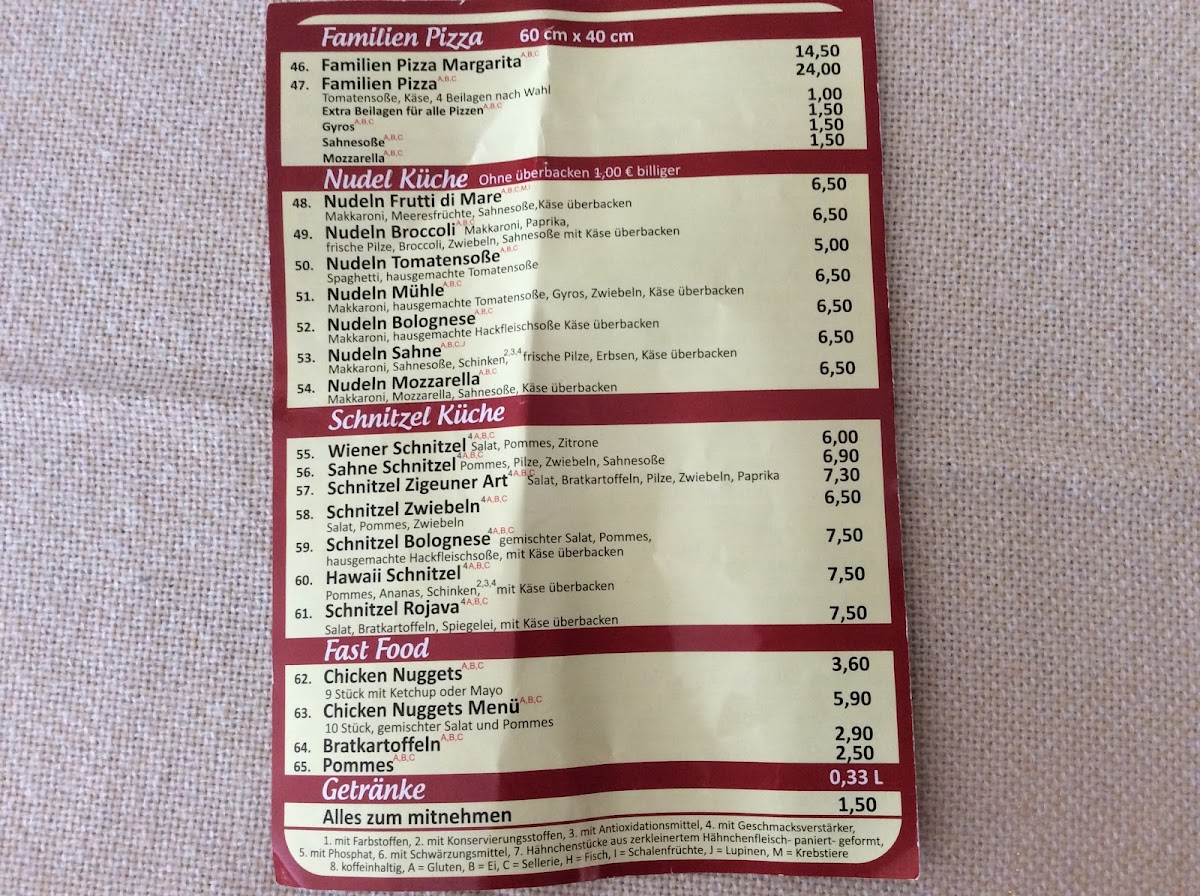 Familien Pizza 60 cm x 40 cm
46. Familien Pizza Margarita A,B,C 14,50
47. Familien Pizza A,B,C 24,00
Tomatensoße, Käse, 4 Beilagen nach Wahl
Extra Beilagen für alle Pizzen A,B,C 1,00
Gyros A,B,C 1,50
Sahnesoße A,B,C 1,50
Mozzarella A,B,C 1,50
Nudel Küche Ohne überbacken 1,00 € billiger
48. Nudeln Frutti di Mare A,B,C,M,I 6,50
Makkaroni, Meeresfrüchte, Sahnesoße,Käse überbacken
49. Nudeln Broccoli A,B,C Makkaroni, Paprika, 6,50
frische Pilze, Broccoli, Zwiebeln, Sahnesoße mit Käse überbacken
50. Nudeln Tomatensoße A,B,C 5,00
Spaghetti, hausgemachte Tomatensoße
51. Nudeln Mühle A,B,C 6,50
Makkaroni, hausgemachte Tomatensoße, Gyros, Zwiebeln, Käse überbacken
52. Nudeln Bolognese A,B,C 6,50
Makkaroni, hausgemachte Hackfleischsoße Käse überbacken
53. Nudeln Sahne A,B,C,J 6,50
Makkaroni, Sahnesoße, Schinken, 2,3,4 frische Pilze, Erbsen, Käse überbacken
54. Nudeln Mozzarella A,B,C 6,50
Makkaroni, Mozzarella, Sahnesoße, Käse überbacken
Schnitzel Küche
55. Wiener Schnitzel 4 A,B,C Salat, Pommes, Zitrone 6,00
56. Sahne Schnitzel 4A,B,C Pommes, Pilze, Zwiebeln, Sahnesoße 6,90
57. Schnitzel Zigeuner Art 4A,B,C Salat, Bratkartoffeln, Pilze, Zwiebeln, Paprika 7,30
58. Schnitzel Zwiebeln 4A,B,C 6,50
Salat, Pommes, Zwiebeln
59. Schnitzel Bolognese 4A,B,C gemischter Salat, Pommes, 7,50
hausgemachte Hackfleischsoße, mit Käse überbacken
60. Hawaii Schnitzel 4A,B,C 7,50
Pommes, Ananas, Schinken, 2,3,4 mit Käse überbacken
61. Schnitzel Rojava 4A,B,C 7,50
Salat, Bratkartoffeln, Spiegelei, mit Käse überbacken
Fast Food
62. Chicken Nuggets A,B,C 3,60
9 Stück mit Ketchup oder Mayo
63. Chicken Nuggets Menü A,B,C 5,90
10 Stück, gemischter Salat und Pommes
64. Bratkartoffeln A,B,C 2,90
65. Pommes A,B,C 2,50
Getränke 0,33 L
Alles zum mitnehmen 1,50
1. mit Farbstoffen, 2. mit Konservierungsstoffen, 3. mit Antioxidationsmittel, 4. mit Geschmacksverstärker,
5. mit Phosphat, 6. mit Schwärzungsmittel, 7. Hähnchenstücke aus zerkleinertem Hähnchenfleisch- paniert- geformt,
8. koffeinhaltig, A = Gluten, B = Ei, C = Sellerie, H = Fisch, I = Schalenfrüchte, J = Lupinen, M = Krebstiere